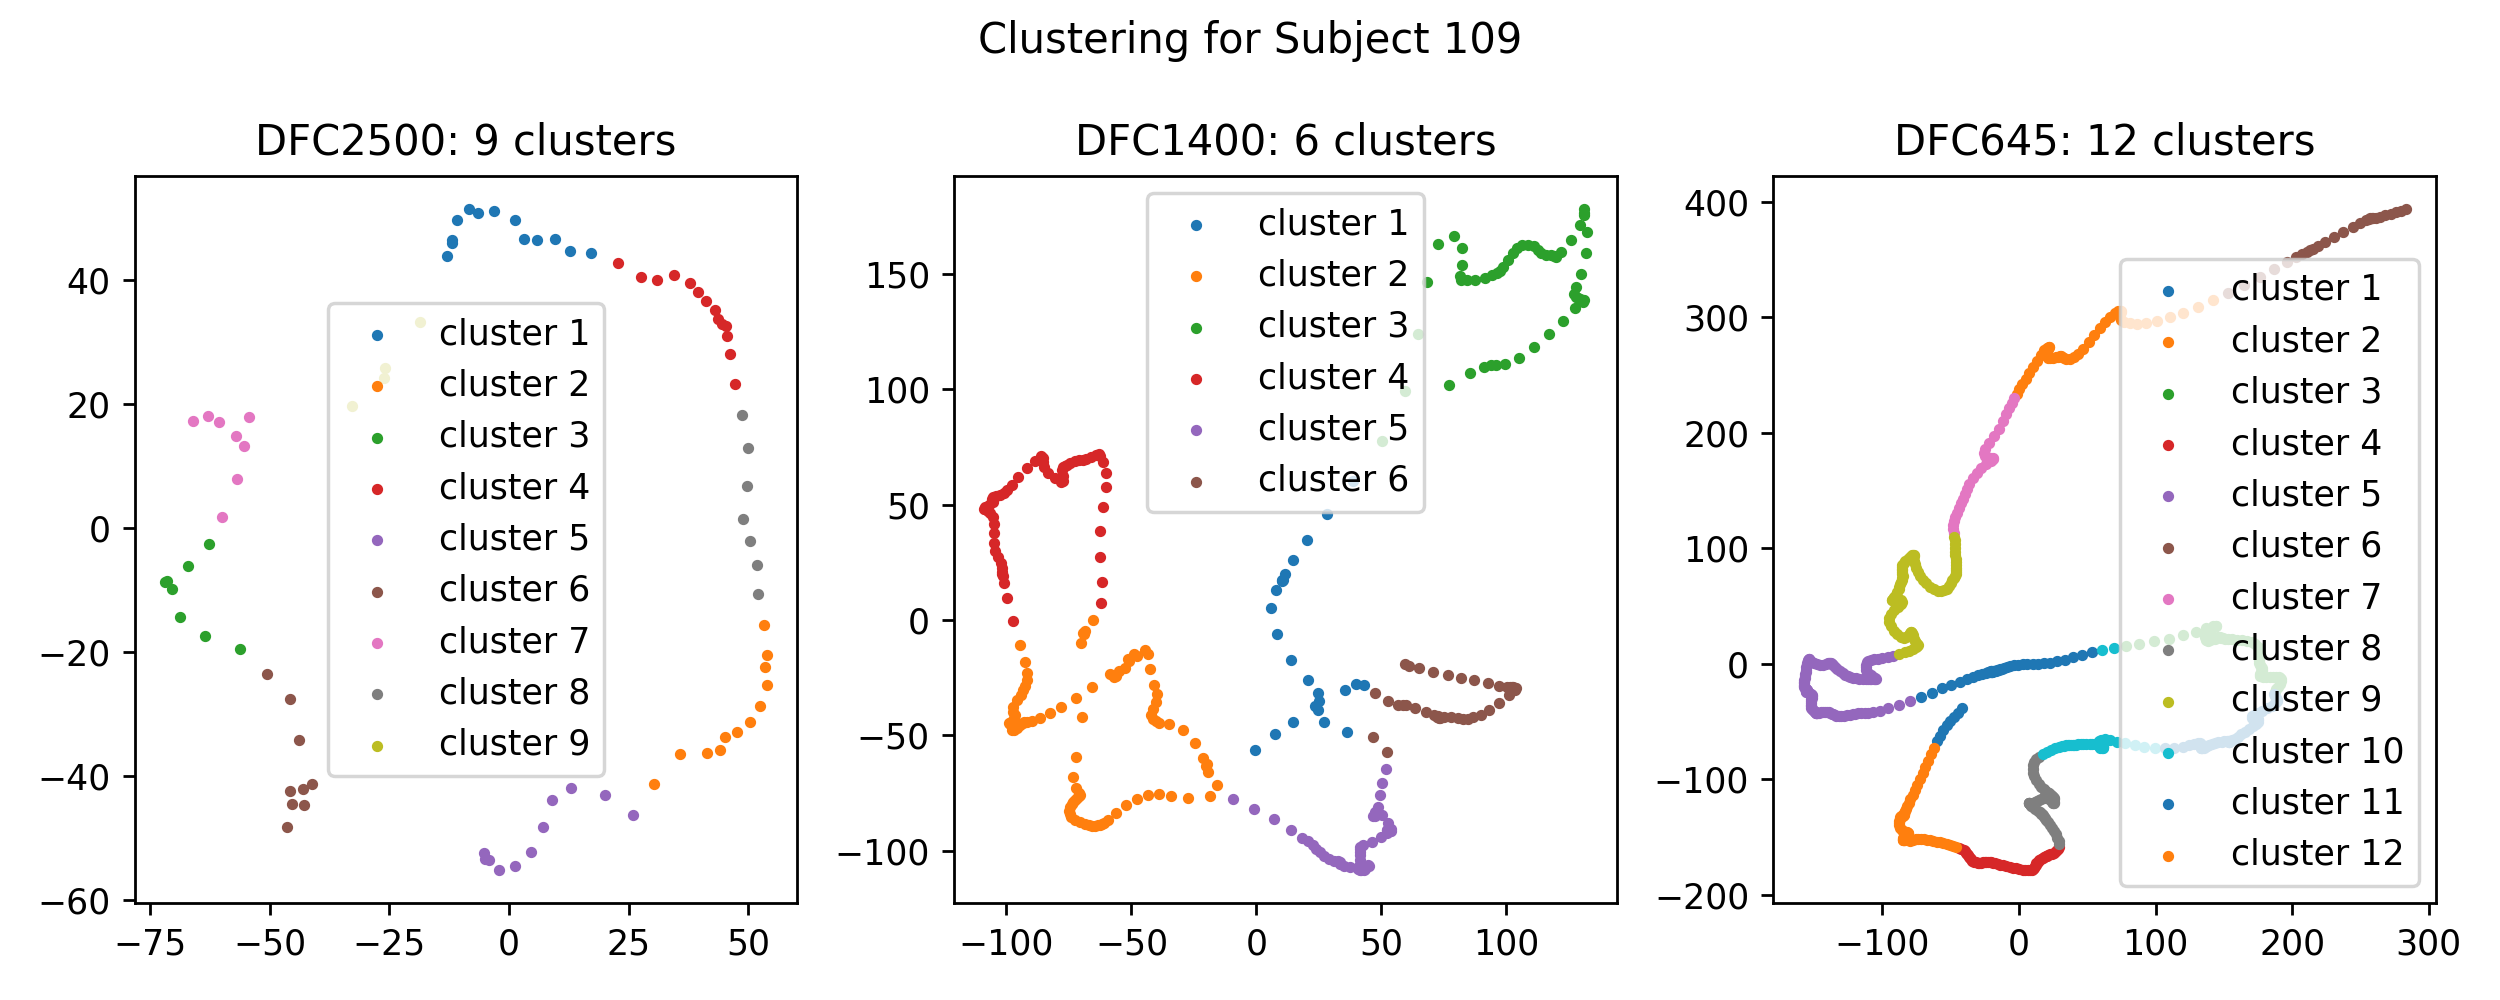 Clustering for Subject 109
DFC2500: 9 clusters
40
20
0
−20
−40
−60
−75
−50
−25
0
25
50
cluster 1
cluster 2
cluster 3
cluster 4
cluster 5
cluster 6
cluster 7
cluster 8
cluster 9
DFC1400: 6 clusters
150
100
50
0
−50
−100
−100
−50
0
50
100
cluster 1
cluster 2
cluster 3
cluster 4
cluster 5
cluster 6
DFC645: 12 clusters
400
300
200
100
0
−100
−200
−100
0
100
200
300
cluster 1
cluster 2
cluster 3
cluster 4
cluster 5
cluster 6
cluster 7
cluster 8
cluster 9
cluster 10
cluster 11
cluster 12